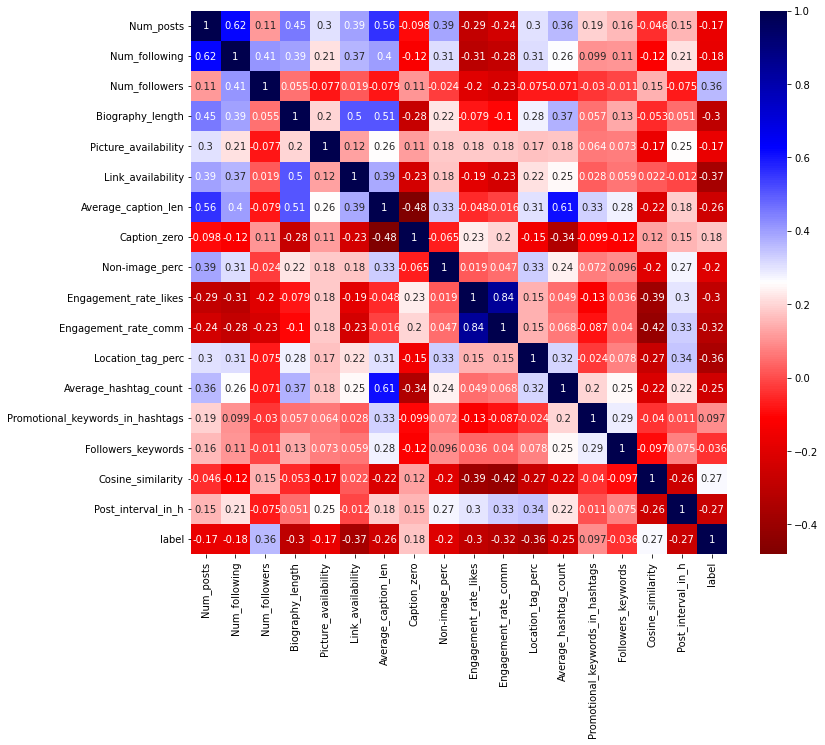 Num_posts 1 0.62 0.11 0.45 0.3 0.39 0.56 -0.098 0.39 -0.29 -0.24 0.3 0.36 0.19 0.16 -0.046 0.15 -0.17
Num_following 0.62 1 0.41 0.39 0.21 0.37 0.4 -0.12 0.31 -0.31 -0.28 0.31 0.26 0.099 0.11 -0.12 0.21 -0.18
Num_followers 0.11 0.41 1 0.055 -0.077 0.019 -0.079 0.11 -0.024 -0.2 -0.23 -0.075 -0.071 -0.03 -0.011 0.15 -0.075 0.36
Biography_length 0.45 0.39 0.055 1 0.2 0.5 0.51 -0.28 0.22 -0.079 -0.1 0.28 0.37 0.057 0.13 -0.053 0.051 -0.3
Picture_availability 0.3 0.21 -0.077 0.2 1 0.12 0.26 0.11 0.18 0.18 0.18 0.17 0.18 0.064 0.073 -0.17 0.25 -0.17
Link_availability 0.39 0.37 0.019 0.5 0.12 1 0.39 -0.23 0.18 -0.19 -0.23 0.22 0.25 0.028 0.059 0.022 -0.012 -0.37
Average_caption_len 0.56 0.4 -0.079 0.51 0.26 0.39 1 -0.48 0.33 -0.048 -0.016 0.31 0.61 0.33 0.28 -0.22 0.18 -0.26
Caption_zero -0.098 -0.12 0.11 -0.28 0.11 -0.23 -0.48 1 -0.065 0.23 0.2 -0.15 -0.34 -0.099 -0.12 0.12 0.15 0.18
Non-image_perc 0.39 0.31 -0.024 0.22 0.18 0.18 0.33 -0.065 1 0.019 0.047 0.33 0.24 0.072 0.096 -0.2 0.27 -0.2
Engagement_rate_likes -0.29 -0.31 -0.2 -0.079 0.18 -0.19 -0.048 0.23 0.019 1 0.84 0.15 0.049 -0.13 0.036 -0.39 0.3 -0.3
Engagement_rate_comm -0.24 -0.28 -0.23 -0.1 0.18 -0.23 -0.016 0.2 0.047 0.84 1 0.15 0.068 -0.087 0.04 -0.42 0.33 -0.32
Location_tag_perc 0.3 0.31 -0.075 0.28 0.17 0.22 0.31 -0.15 0.33 0.15 0.15 1 0.32 -0.024 0.078 -0.27 0.34 -0.36
Average_hashtag_count 0.36 0.26 -0.071 0.37 0.18 0.25 0.61 -0.34 0.24 0.049 0.068 0.32 1 0.2 0.25 -0.22 0.22 -0.25
Promotional_keywords_in_hashtags 0.19 0.099 -0.03 0.057 0.064 0.028 0.33 -0.099 0.072 -0.13 -0.087 -0.024 0.2 1 0.29 -0.04 0.011 0.097
Followers_keywords 0.16 0.11 -0.011 0.13 0.073 0.059 0.28 -0.12 0.096 0.036 0.04 0.078 0.25 0.29 1 -0.097 0.075 -0.036
Cosine_similarity -0.046 -0.12 0.15 -0.053 -0.17 0.022 -0.22 0.12 -0.2 -0.39 -0.42 -0.27 -0.22 -0.04 -0.097 1 -0.26 0.27
Post_interval_in_h 0.15 0.21 -0.075 0.051 0.25 -0.012 0.18 0.15 0.27 0.3 0.33 0.34 0.22 0.011 0.075 -0.26 1 -0.27
label -0.17 -0.18 0.36 -0.3 -0.17 -0.37 -0.26 0.18 -0.2 -0.3 -0.32 -0.36 -0.25 0.097 -0.036 0.27 -0.27 1
Num_posts
Num_following
Num_followers
Biography_length
Picture_availability
Link_availability
Average_caption_len
Caption_zero
Non-image_perc
Engagement_rate_likes
Engagement_rate_comm
Location_tag_perc
Average_hashtag_count
Promotional_keywords_in_hashtags
Followers_keywords
Cosine_similarity
Post_interval_in_h
label
1.0
0.8
0.6
0.4
0.2
0.0
−0.2
−0.4